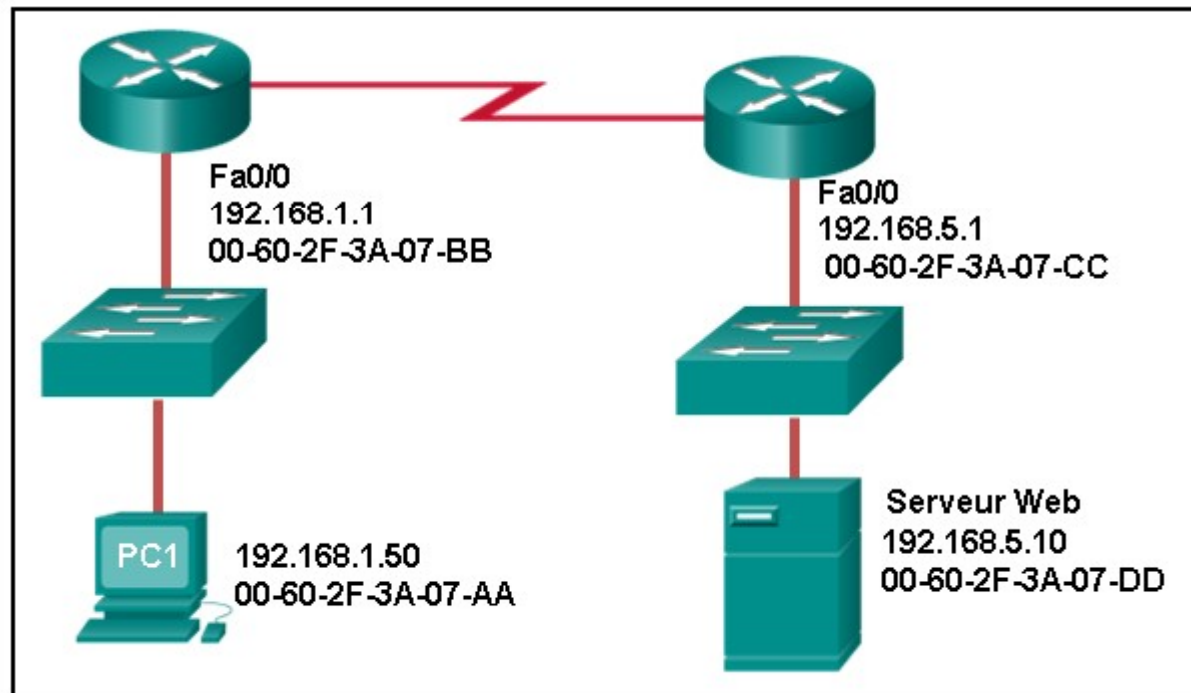 Fa0/0
192.168.1.1
00-60-2F-3A-07-BB
Fa0/0
192.168.5.1
00-60-2F-3A-07-CC
PC1
192.168.1.50
00-60-2F-3A-07-AA
Serveur Web
192.168.5.10
00-60-2F-3A-07-DD